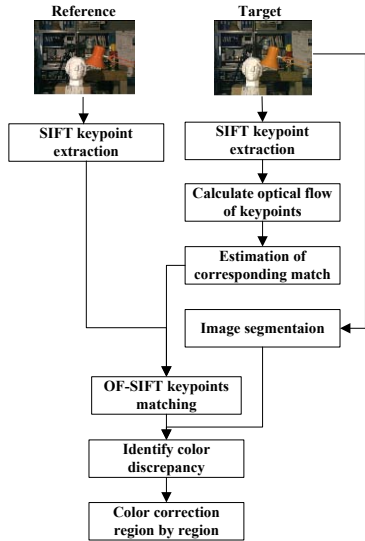 Reference
Target
SIFT keypoint
extraction
SIFT keypoint
extraction
Calculate optical flow
of keypoints
Estimation of
corresponding match
Image segmentaion
OF-SIFT keypoints
matching
Identify color
discrepancy
Color correction
region by region